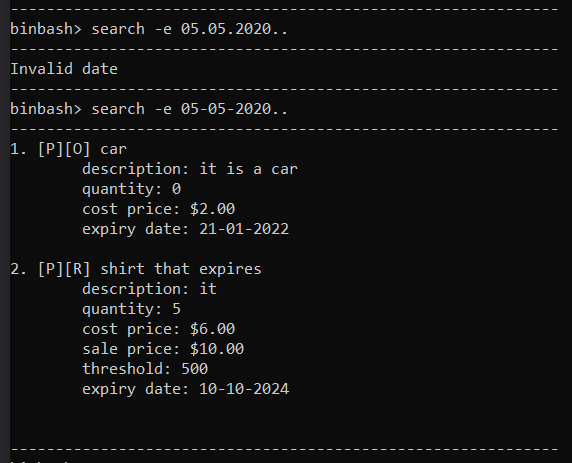 ------------------------------------------------------------
binbash> search -e 05.05.2020..
------------------------------------------------------------
Invalid date
------------------------------------------------------------
binbash> search -e 05-05-2020..
------------------------------------------------------------
1. [P][O] car
        description: it is a car
        quantity: 0
        cost price: $2.00
        expiry date: 21-01-2022

2. [P][R] shirt that expires
        description: it
        quantity: 5
        cost price: $6.00
        sale price: $10.00
        threshold: 500
        expiry date: 10-10-2024

------------------------------------------------------------